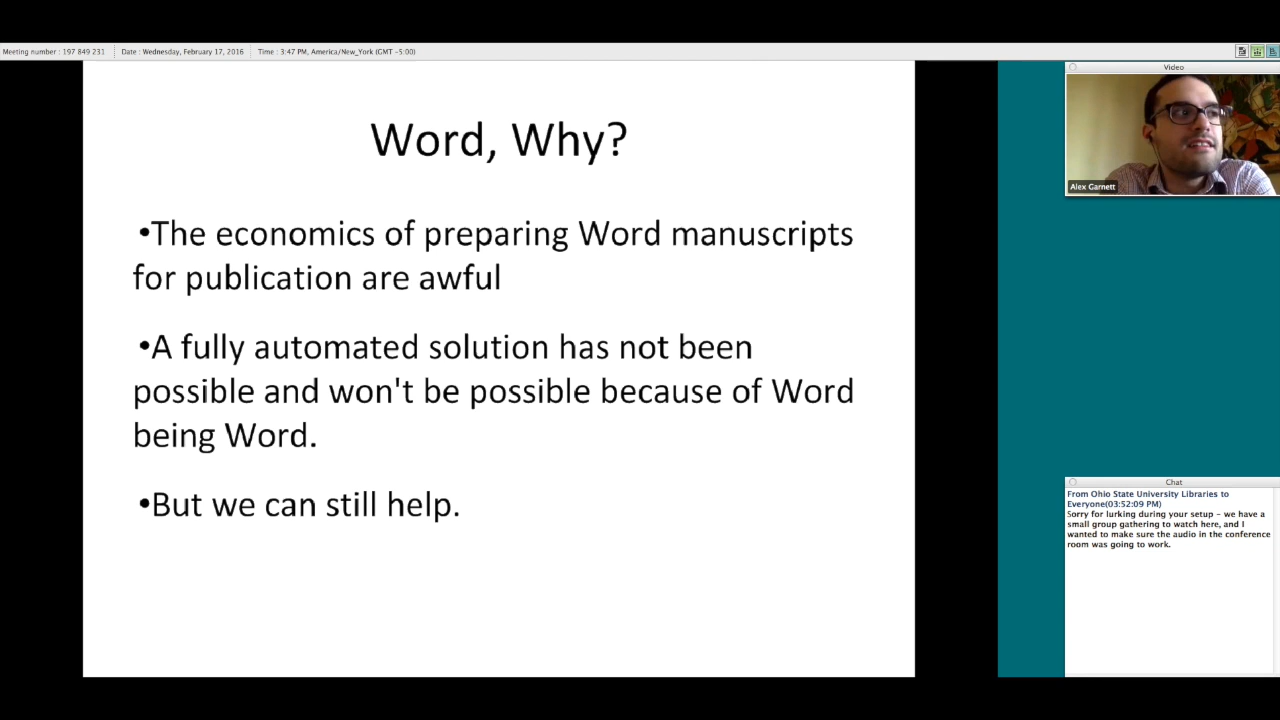 Meeting number : 197 849 231
Date : Wednesday, February 17, 2016
Time : 3:47 PM, America/New_York (GMT -5:00)
Word, Why?
•The economics of preparing Word manuscripts
for publication are awful
•A fully automated solution has not been
possible and won't be possible because of Word
being Word.
•But we can still help.
Video
Alex Garnett
Chat
From Ohio State University Libraries to
Everyone(03:52:09 PM)
Sorry for lurking during your setup - we have a
small group gathering to watch here, and I
wanted to make sure the audio in the conference
room was going to work.